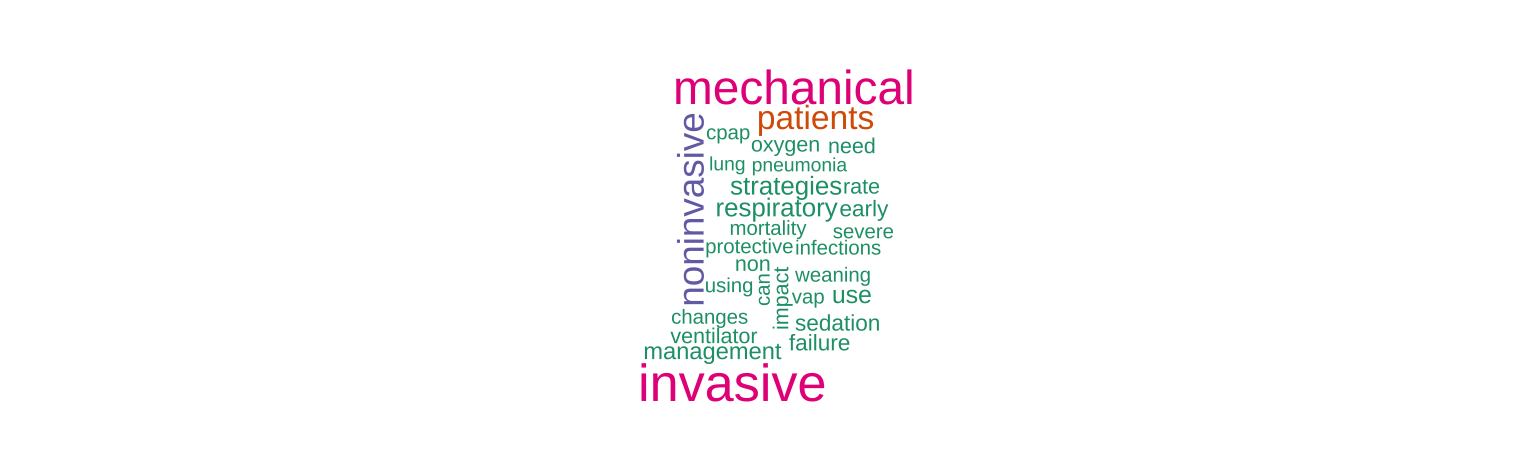 mechanical
patients
noninvasive
cpap
oxygen need
lung pneumonia
strategies rate
respiratory early
mortality severe
protective infections
non
weaning
using can impact vap use
changes sedation
ventilator failure
management
invasive